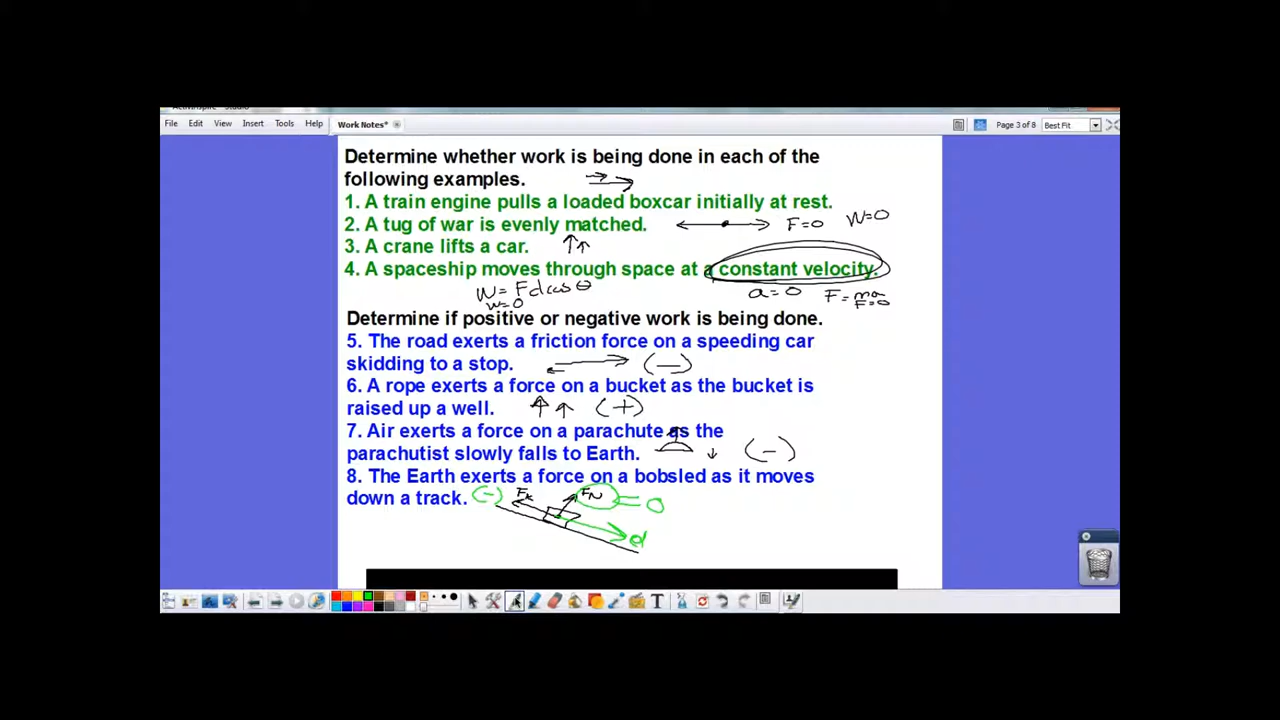 File Edit View Insert Tools Help Work Notes* Page 3 of 8 Best Fit
Determine whether work is being done in each of the
following examples.
1. A train engine pulls a loaded boxcar initially at rest.
2. A tug of war is evenly matched. F=0 W=0
3. A crane lifts a car.
4. A spaceship moves through space at a constant velocity.
W=Fdcosθ a=0 F=ma
W=0 F=0
Determine if positive or negative work is being done.
5. The road exerts a friction force on a speeding car
skidding to a stop. (—)
6. A rope exerts a force on a bucket as the bucket is
raised up a well. (+)
7. Air exerts a force on a parachute as the
parachutist slowly falls to Earth. (-)
8. The Earth exerts a force on a bobsled as it moves
down a track. (-) Fk FN = 0
d